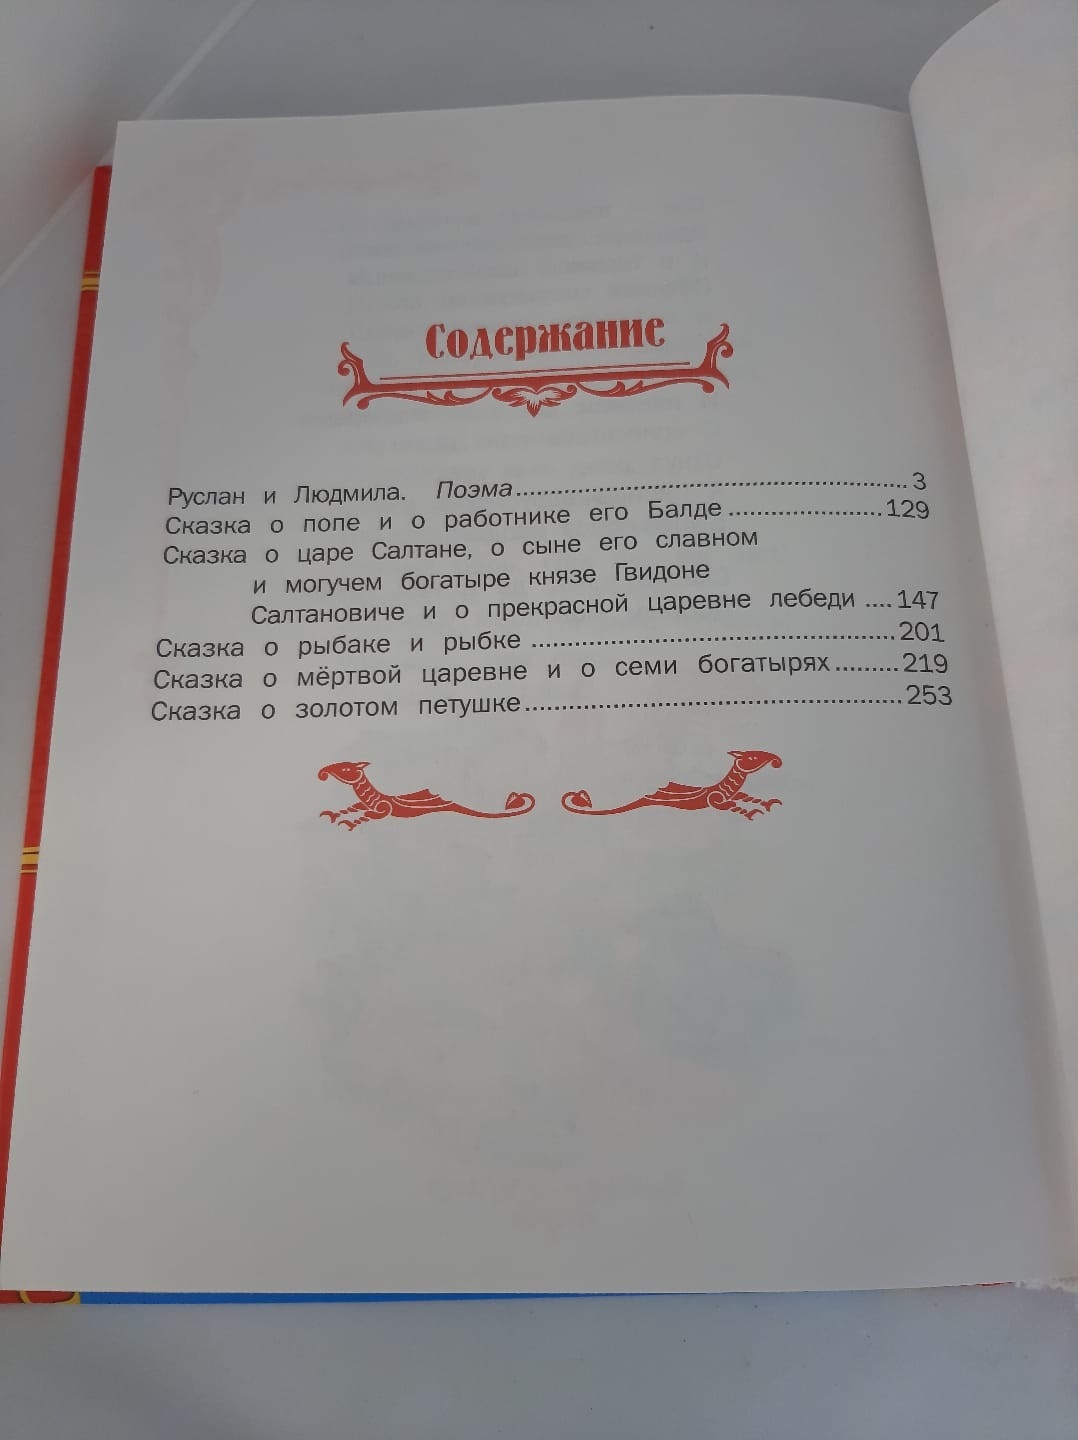 Содержание
Руслан и Людмила. Поэма......................................................3
Сказка о попе и о работнике его Балде......................129
Сказка о царе Салтане, о сыне его славном
и могучем богатыре князе Гвидоне
Салтановиче и о прекрасной царевне лебеди ....147
Сказка о рыбаке и рыбке ....................................................201
Сказка о мёртвой царевне и о семи богатырях.........219
Сказка о золотом петушке.....................................................253